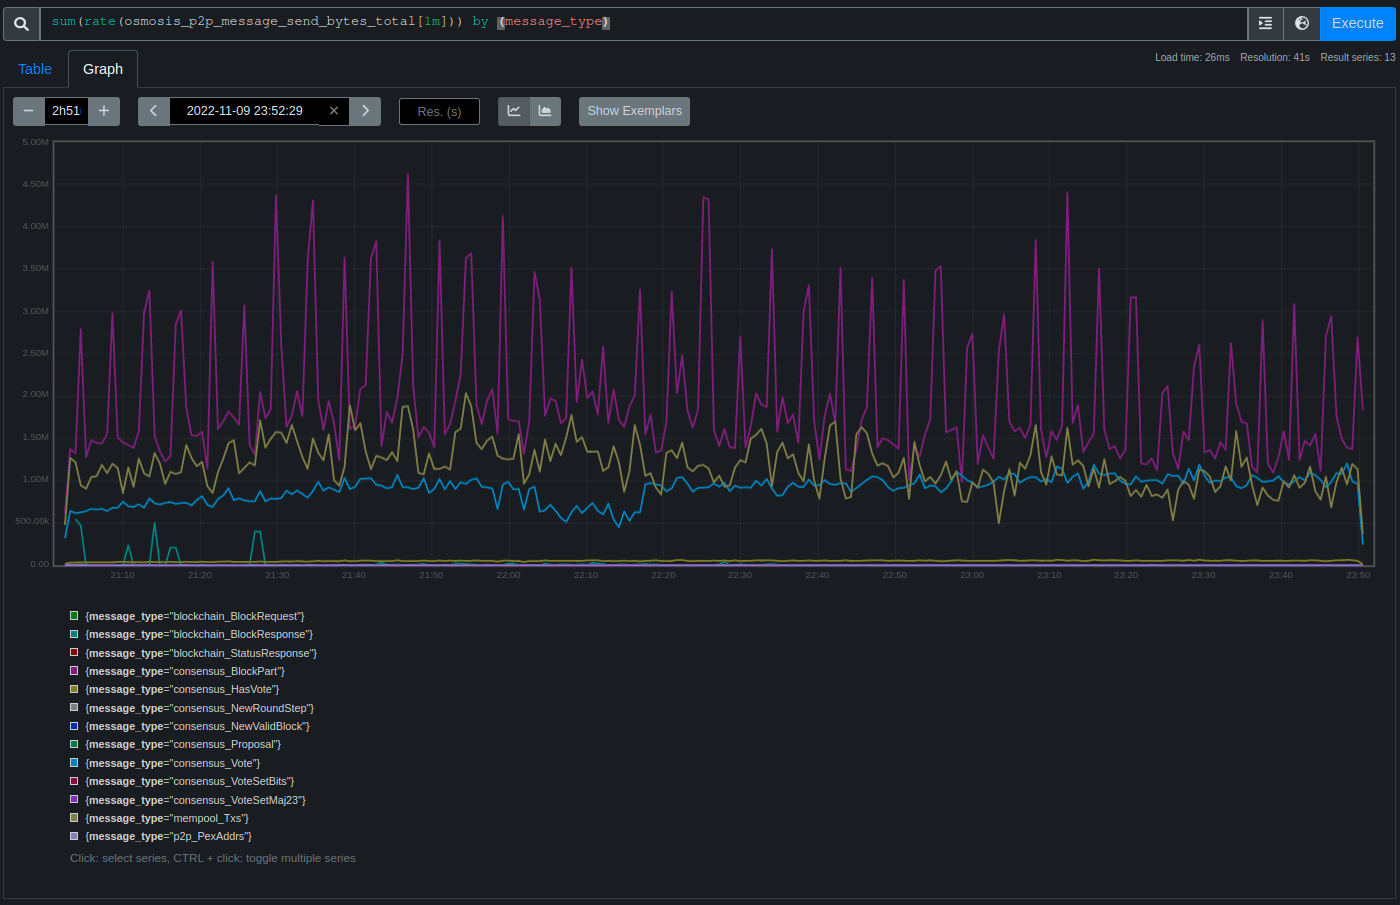 sum(rate(osmosis_p2p_message_send_bytes_total[1m])) by (message_type)
Execute
Load time: 26ms Resolution: 41s Result series: 13
Table Graph
− 2h51 + 2022-11-09 23:52:29 × Res. (s) Show Exemplars
5.00M
4.50M
4.00M
3.50M
3.00M
2.50M
2.00M
1.50M
1.00M
500.00k
0.00
21:10 21:20 21:30 21:40 21:50 22:00 22:10 22:20 22:30 22:40 22:50 23:00 23:10 23:20 23:30 23:40 23:50
{message_type="blockchain_BlockRequest"}
{message_type="blockchain_BlockResponse"}
{message_type="blockchain_StatusResponse"}
{message_type="consensus_BlockPart"}
{message_type="consensus_HasVote"}
{message_type="consensus_NewRoundStep"}
{message_type="consensus_NewValidBlock"}
{message_type="consensus_Proposal"}
{message_type="consensus_Vote"}
{message_type="consensus_VoteSetBits"}
{message_type="consensus_VoteSetMaj23"}
{message_type="mempool_Txs"}
{message_type="p2p_PexAddrs"}
Click: select series, CTRL + click: toggle multiple series